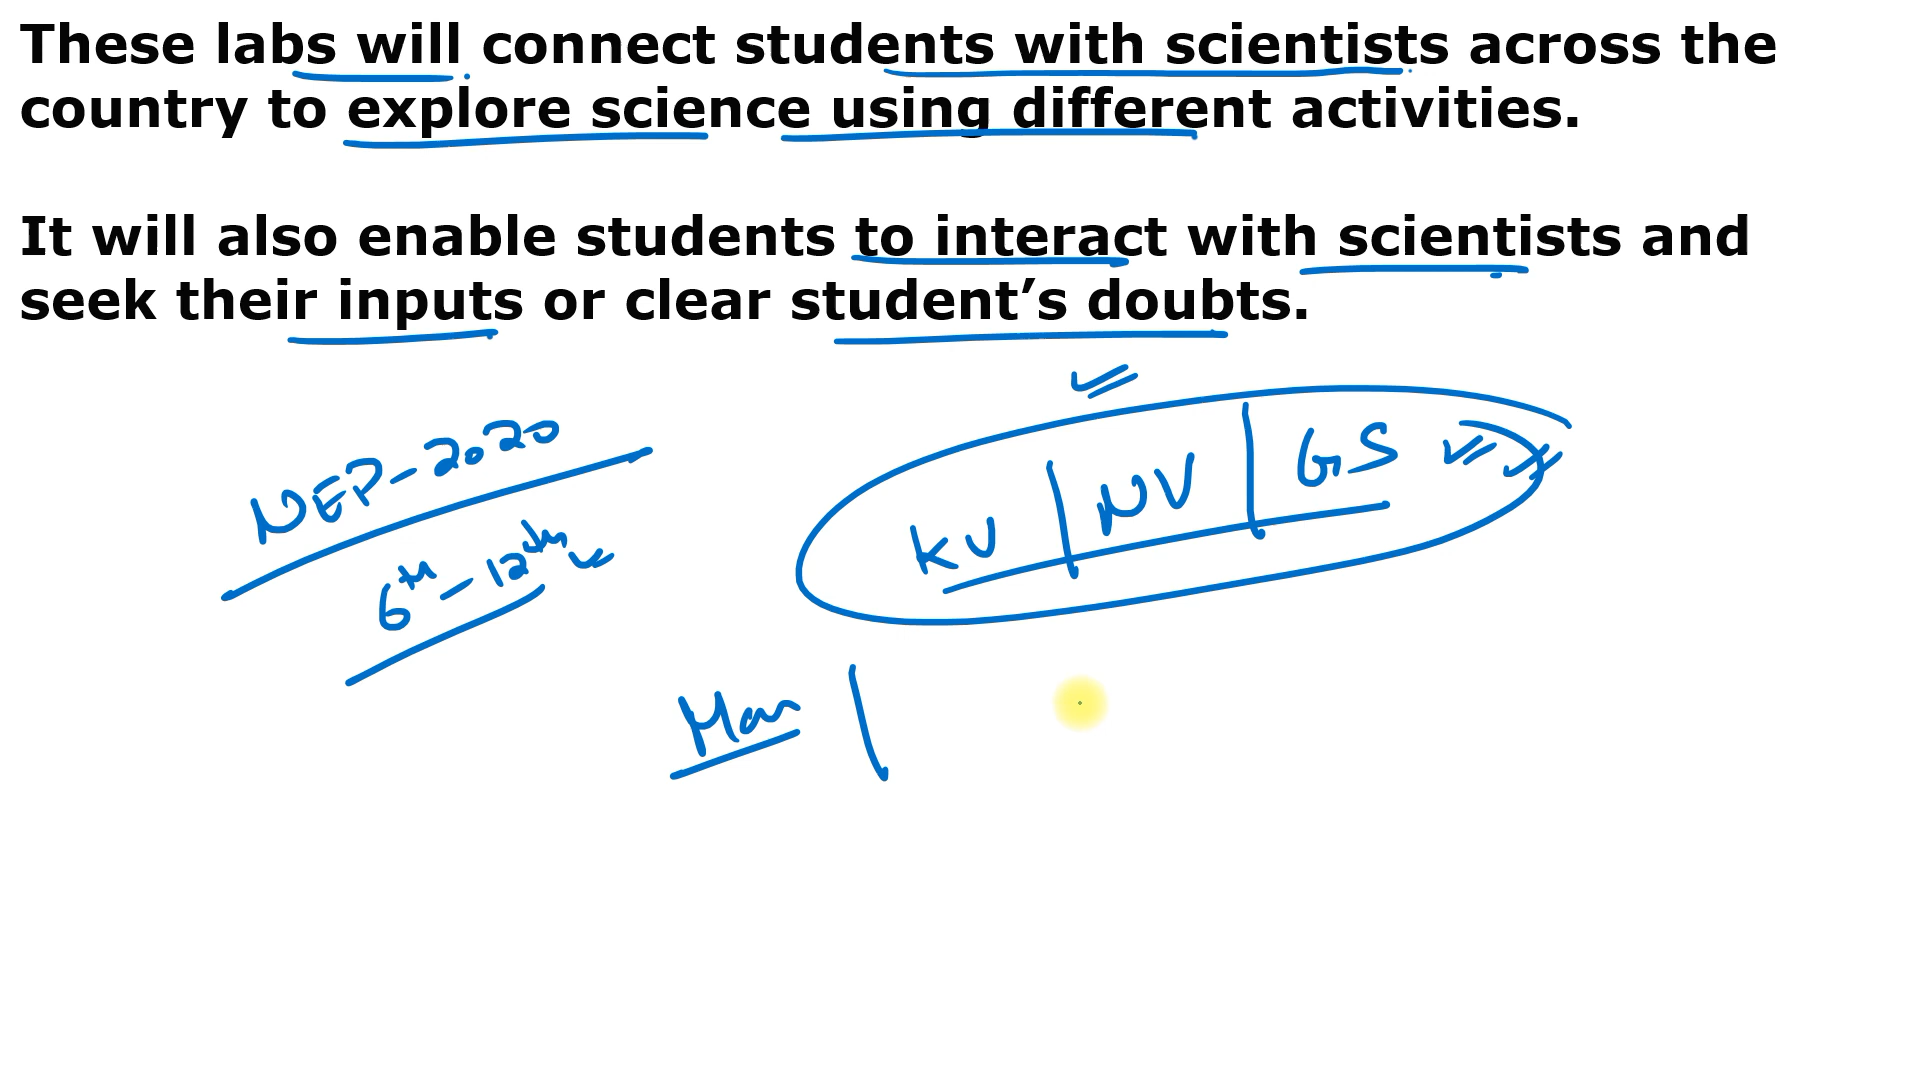 These labs will connect students with scientists across the
country to explore science using different activities.
It will also enable students to interact with scientists and
seek their inputs or clear student’s doubts.
NEP-2020
6th - 12th
KV | NV | GS